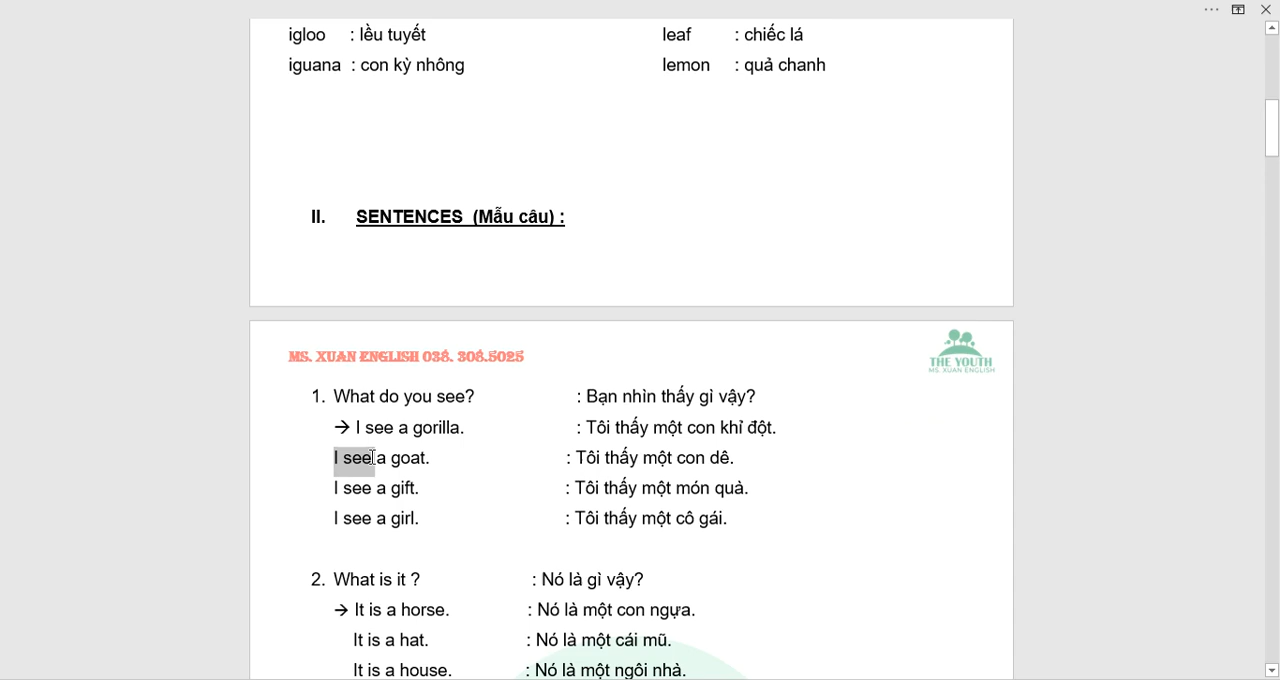 igloo : lều tuyết leaf : chiếc lá
iguana : con kỳ nhông lemon : quả chanh
II. SENTENCES (Mẫu câu) :
MS. XUAN ENGLISH 038. 308.5025
THE YOUTH
MS. XUAN ENGLISH
1. What do you see? : Bạn nhìn thấy gì vậy?
→ I see a gorilla. : Tôi thấy một con khỉ đột.
I see a goat. : Tôi thấy một con dê.
I see a gift. : Tôi thấy một món quà.
I see a girl. : Tôi thấy một cô gái.
2. What is it ? : Nó là gì vậy?
→ It is a horse. : Nó là một con ngựa.
It is a hat. : Nó là một cái mũ.
It is a house. : Nó là một ngôi nhà.